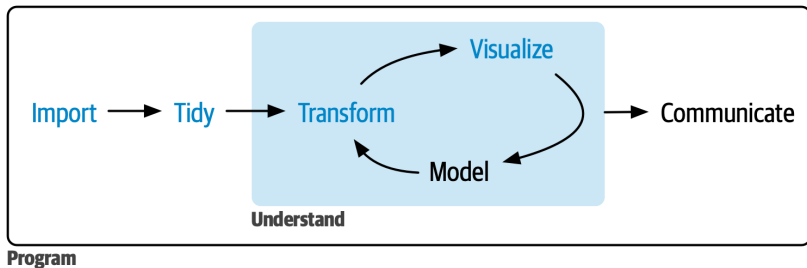 Visualize
Import Tidy Transform Communicate
Model
Understand
Program